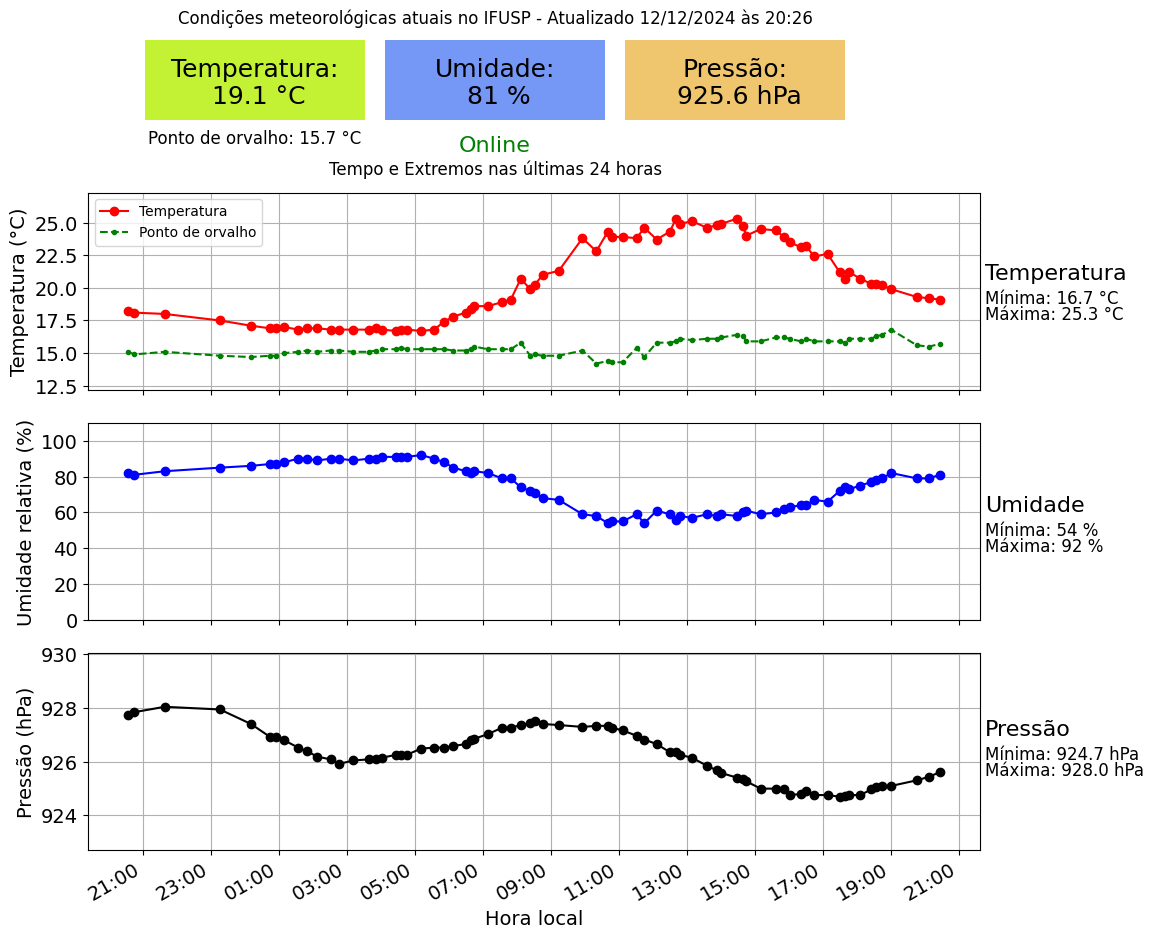 Condições meteorológicas atuais no IFUSP - Atualizado 12/12/2024 às 20:26
Temperatura:
19.1 °C
Umidade:
81 %
Pressão:
925.6 hPa
Ponto de orvalho: 15.7 °C
Online
Tempo e Extremos nas últimas 24 horas
Temperatura (°C)
25.0
22.5
20.0
17.5
15.0
12.5
Temperatura
Ponto de orvalho
Temperatura
Mínima: 16.7 °C
Máxima: 25.3 °C
Umidade relativa (%)
100
80
60
40
20
0
Umidade
Mínima: 54 %
Máxima: 92 %
Pressão (hPa)
930
928
926
924
Pressão
Mínima: 924.7 hPa
Máxima: 928.0 hPa
21:00 23:00 01:00 03:00 05:00 07:00 09:00 11:00 13:00 15:00 17:00 19:00 21:00
Hora local